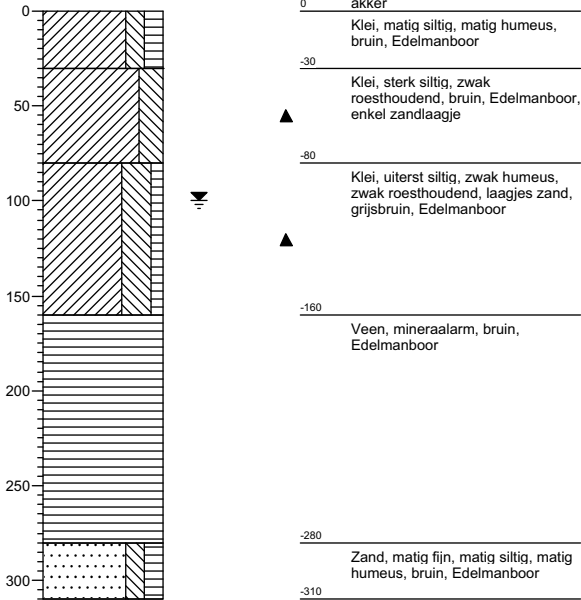 0
50
100
150
200
250
300
0
akker
Klei, matig siltig, matig humeus,
bruin, Edelmanboor
-30
Klei, sterk siltig, zwak
roesthoudend, bruin, Edelmanboor,
enkel zandlaagje
-80
Klei, uiterst siltig, zwak humeus,
zwak roesthoudend, laagjes zand,
grijsbruin, Edelmanboor
-160
Veen, mineraalarm, bruin,
Edelmanboor
-280
Zand, matig fijn, matig siltig, matig
humeus, bruin, Edelmanboor
-310